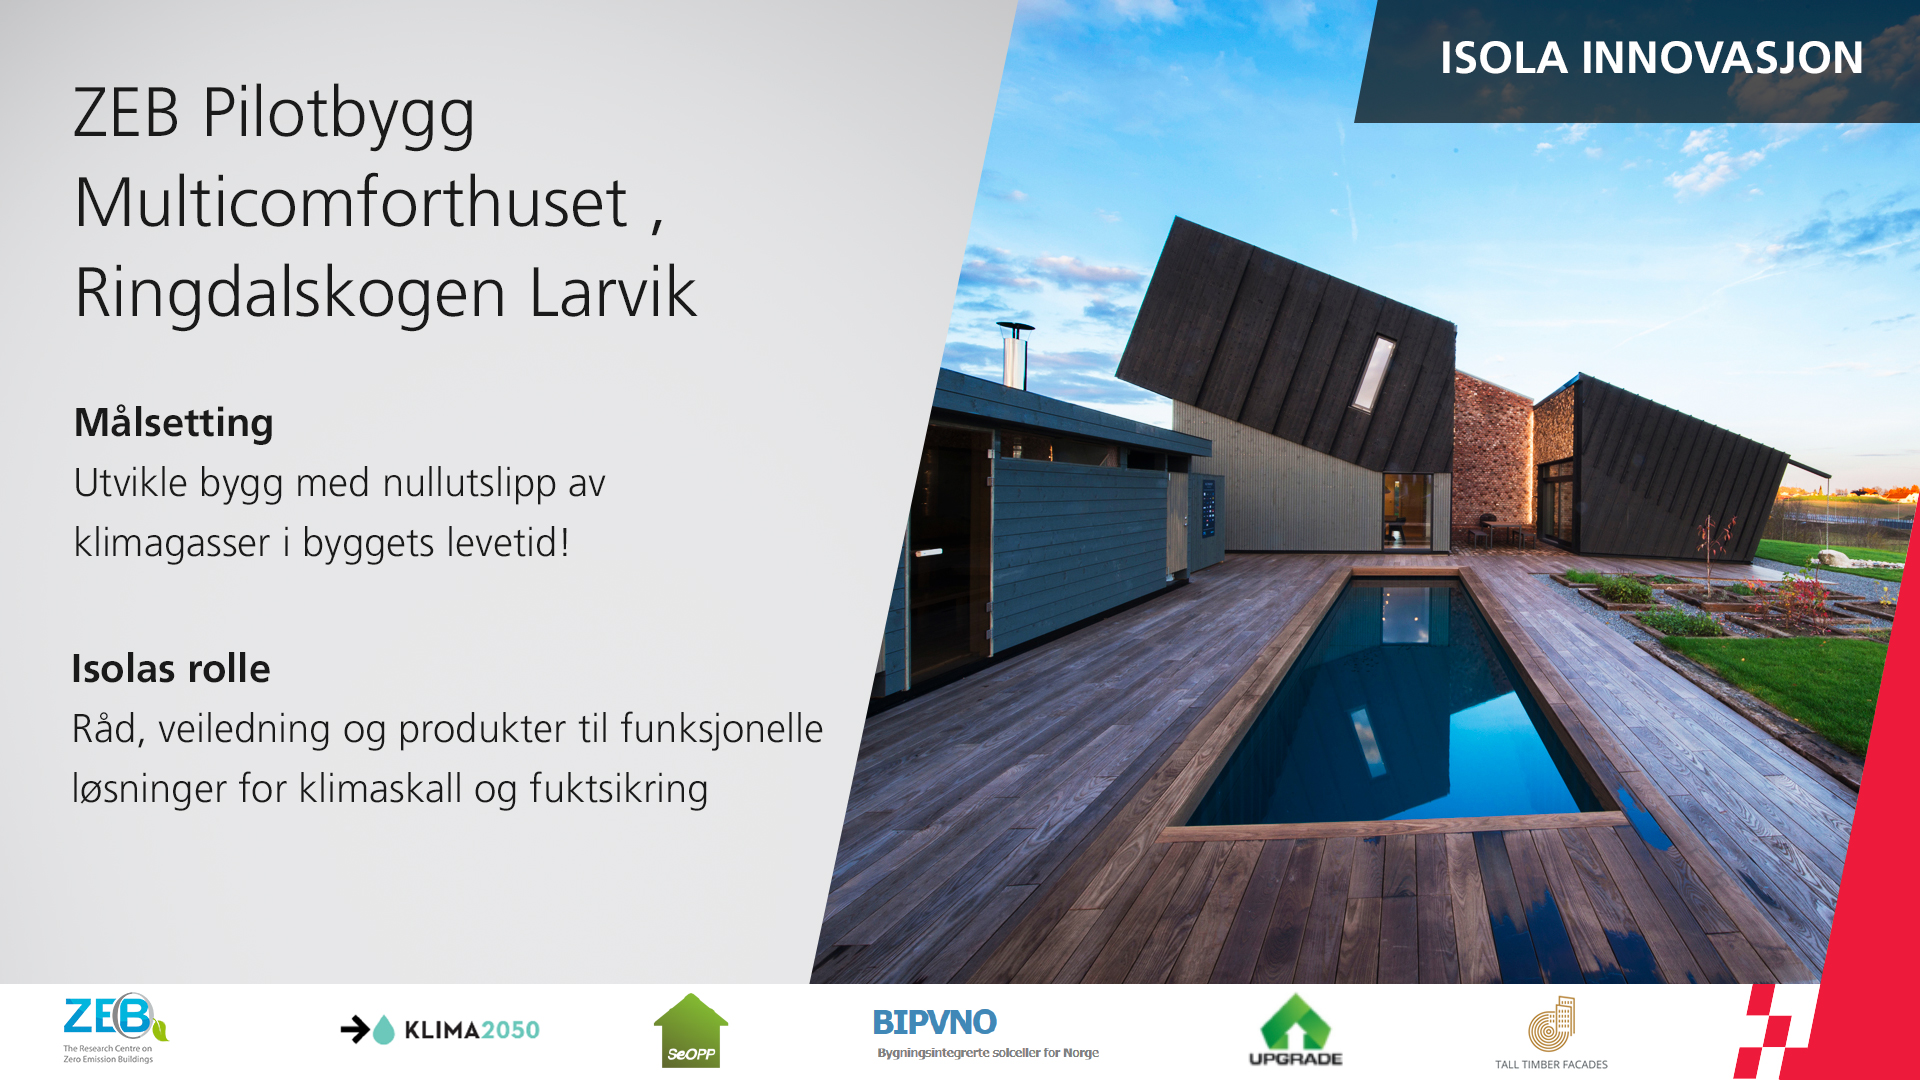 ISOLA INNOVASJON
ZEB Pilotbygg
Multicomforthuset ,
Ringdalskogen Larvik
Målsetting
Utvikle bygg med nullutslipp av
klimagasser i byggets levetid!
Isolas rolle
Råd, veiledning og produkter til funksjonelle
løsninger for klimaskall og fuktsikring
ZEB
The Research Centre on
Zero Emission Buildings
KLIMA2050
SeOPP
BIPVNO
Bygningsintegrerte solceller for Norge
UPGRADE
TALL TIMBER FACADES